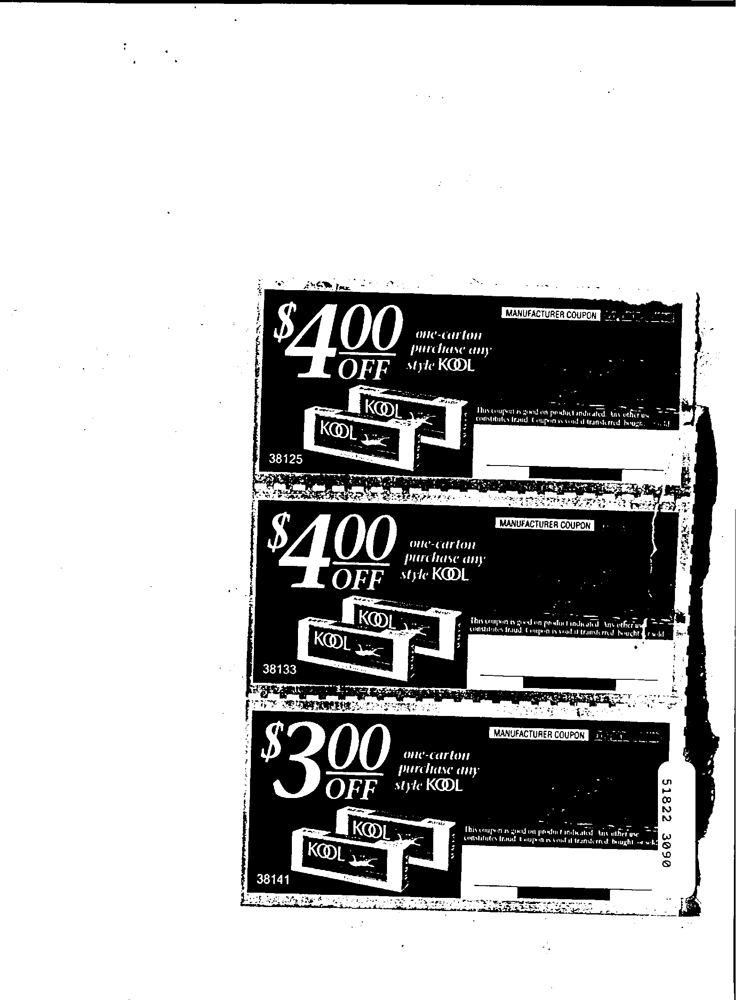 $4.00
OFF
one-carton
purchase any
style KOOL
MANUFACTURER COUPON
KOOL
KOOL
This coupon is good on product indicated. Any other use
constitutes fraud. Coupon is void if transferred, bought
38125
$4.00
OFF
one-carton
purchase any
style KOOL
MANUFACTURER COUPON
KOOL
KOOL
This coupon is good on product indicated. Any other use
constitutes fraud. Coupon is void if transferred, bought or sold
38133
$3.00
OFF
one-carton
purchase any
style KOOL
MANUFACTURER COUPON
KOOL
KOOL
This coupon is good on product indicated. Any other use
constitutes fraud. Coupon is void if transferred, bought or sold
38141
51822 3090